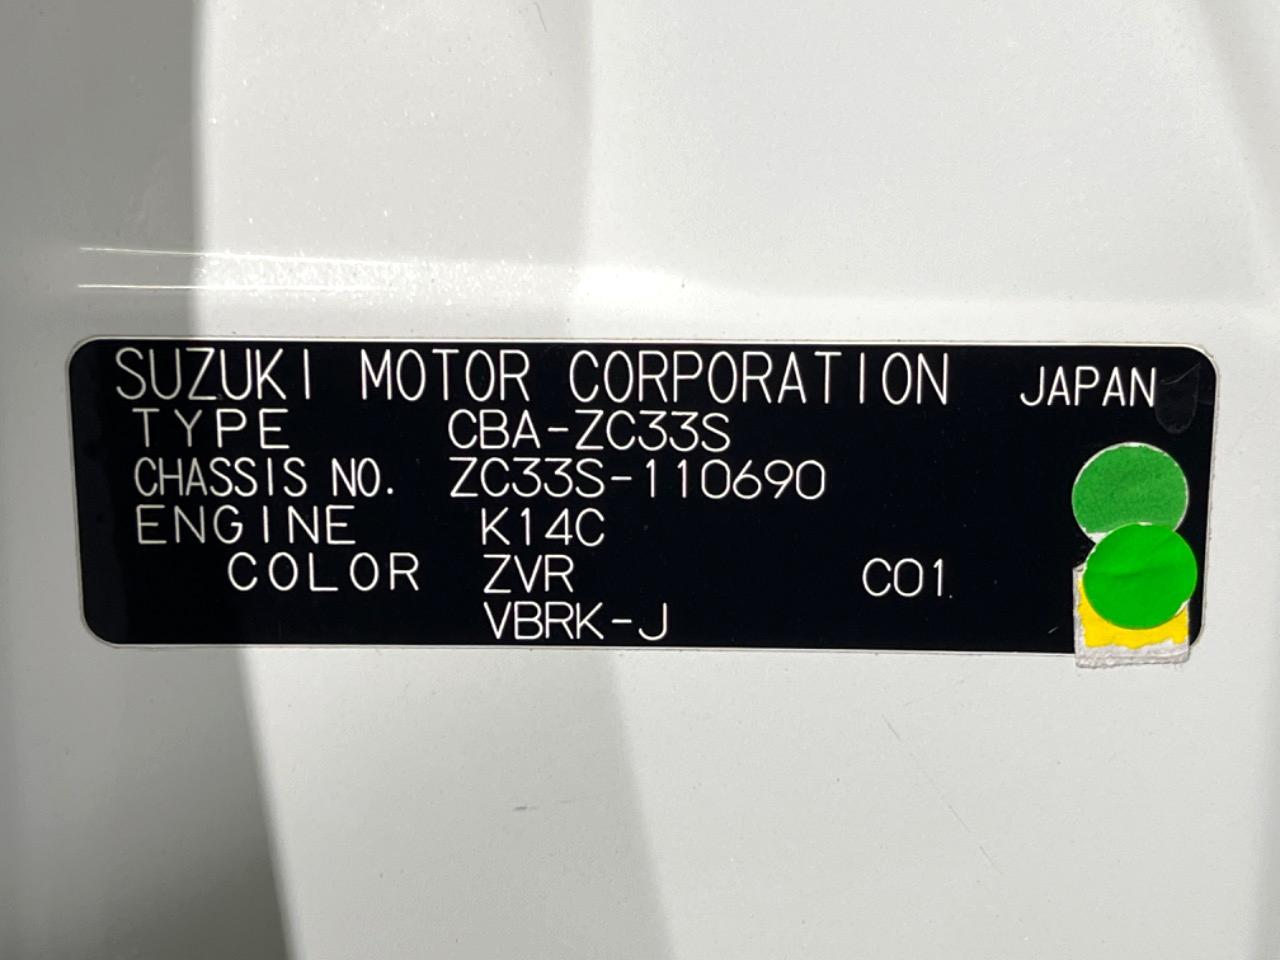 SUZUKI MOTOR CORPORATION JAPAN
TYPE CBA-ZC33S
CHASSIS NO. ZC33S-110690
ENGINE K14C
COLOR ZVR C01
VBRK-J